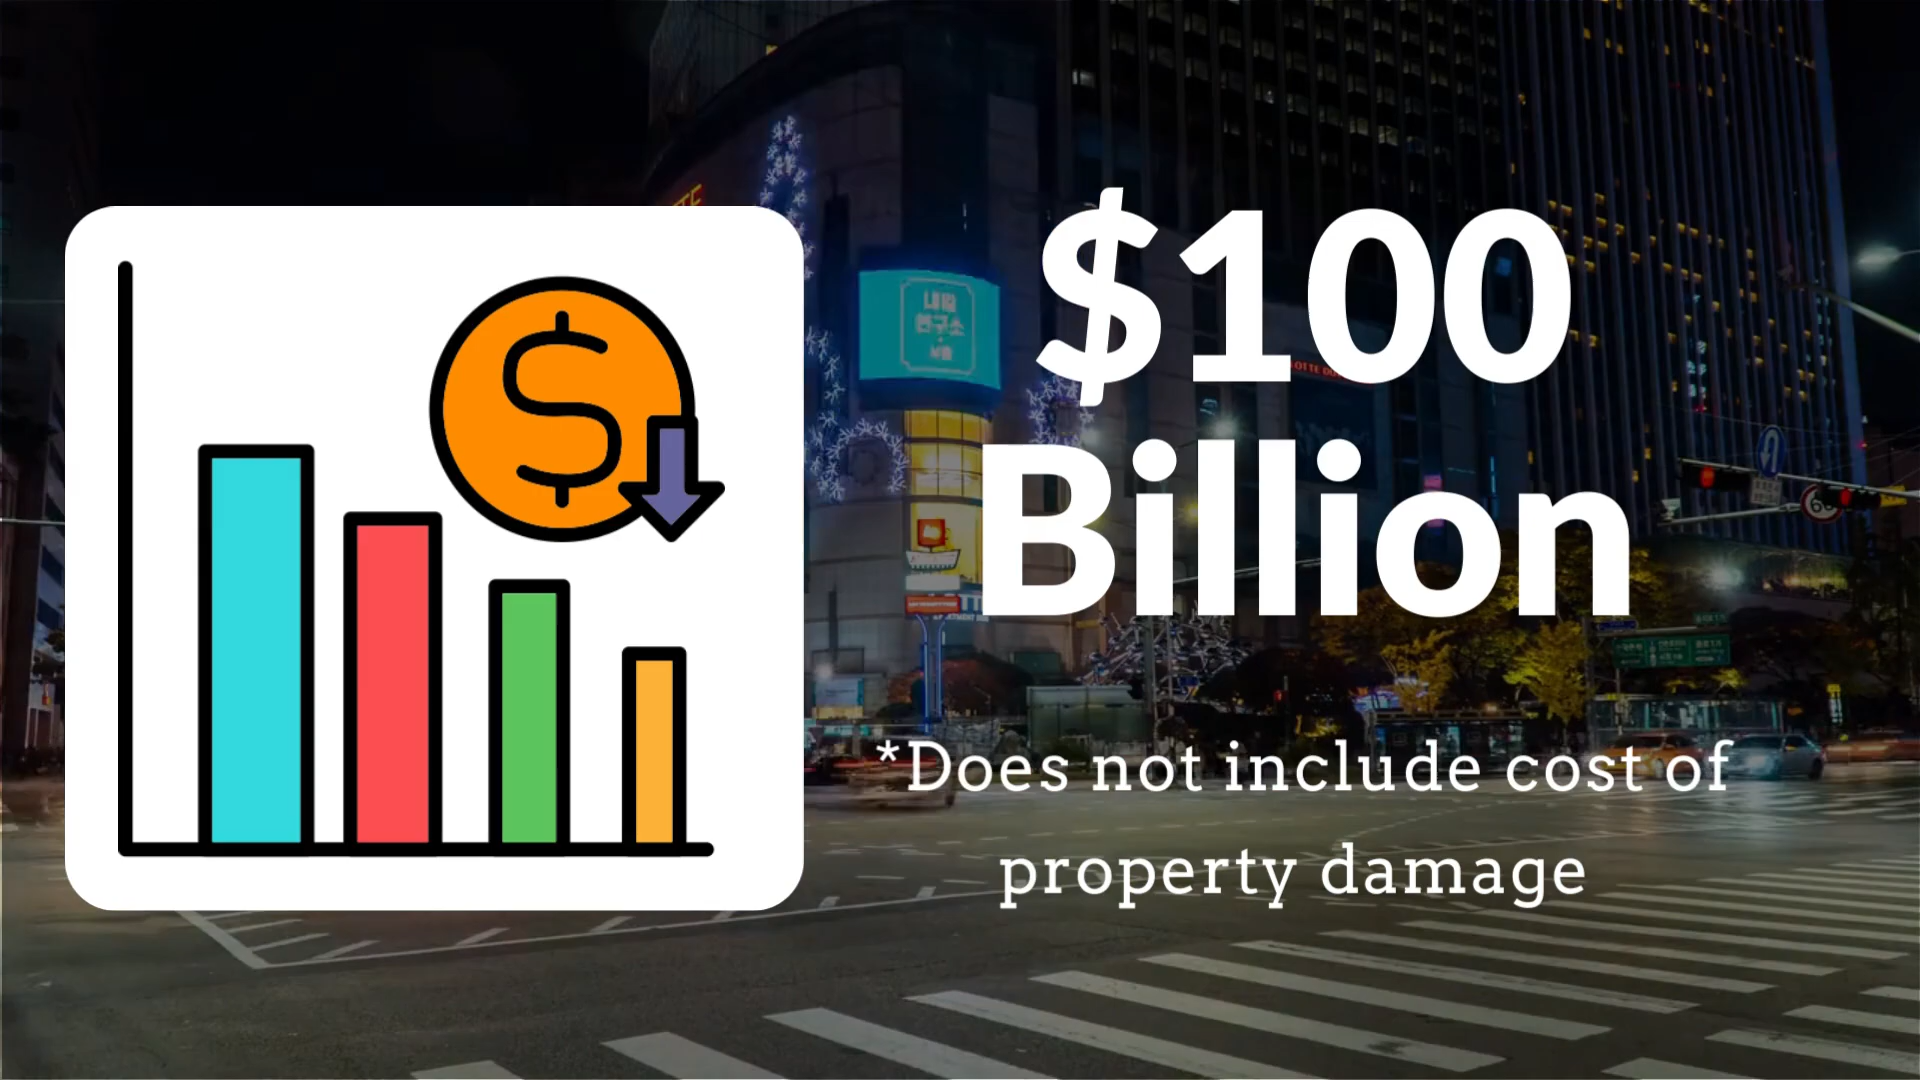 $100
Billion
*Does not include cost of
property damage
$